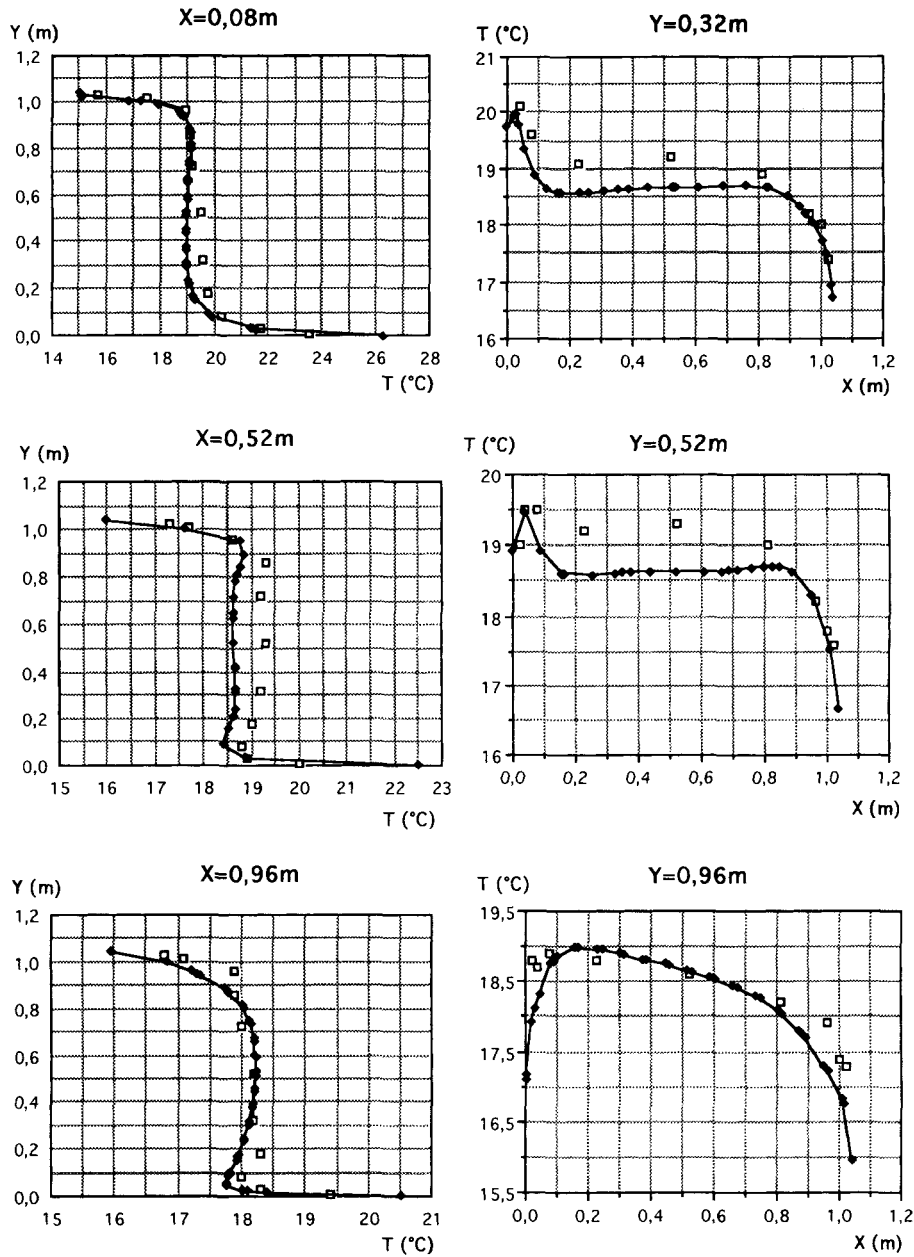 X=0,08m
Y (m)
1,2
1,0
0,8
0,6
0,4
0,2
0,0
14 16 18 20 22 24 26 28
T (°C)
Y=0,32m
T (°C)
21
20
19
18
17
16
0,0 0,2 0,4 0,6 0,8 1,0 1,2
X (m)
X=0,52m
Y (m)
1,2
1,0
0,8
0,6
0,4
0,2
0,0
15 16 17 18 19 20 21 22 23
T (°C)
Y=0,52m
T (°C)
20
19
18
17
16
0,0 0,2 0,4 0,6 0,8 1,0 1,2
X (m)
X=0,96m
Y (m)
1,2
1,0
0,8
0,6
0,4
0,2
0,0
15 16 17 18 19 20 21
T (°C)
Y=0,96m
T (°C)
19,5
18,5
17,5
16,5
15,5
0,0 0,2 0,4 0,6 0,8 1,0 1,2
X (m)